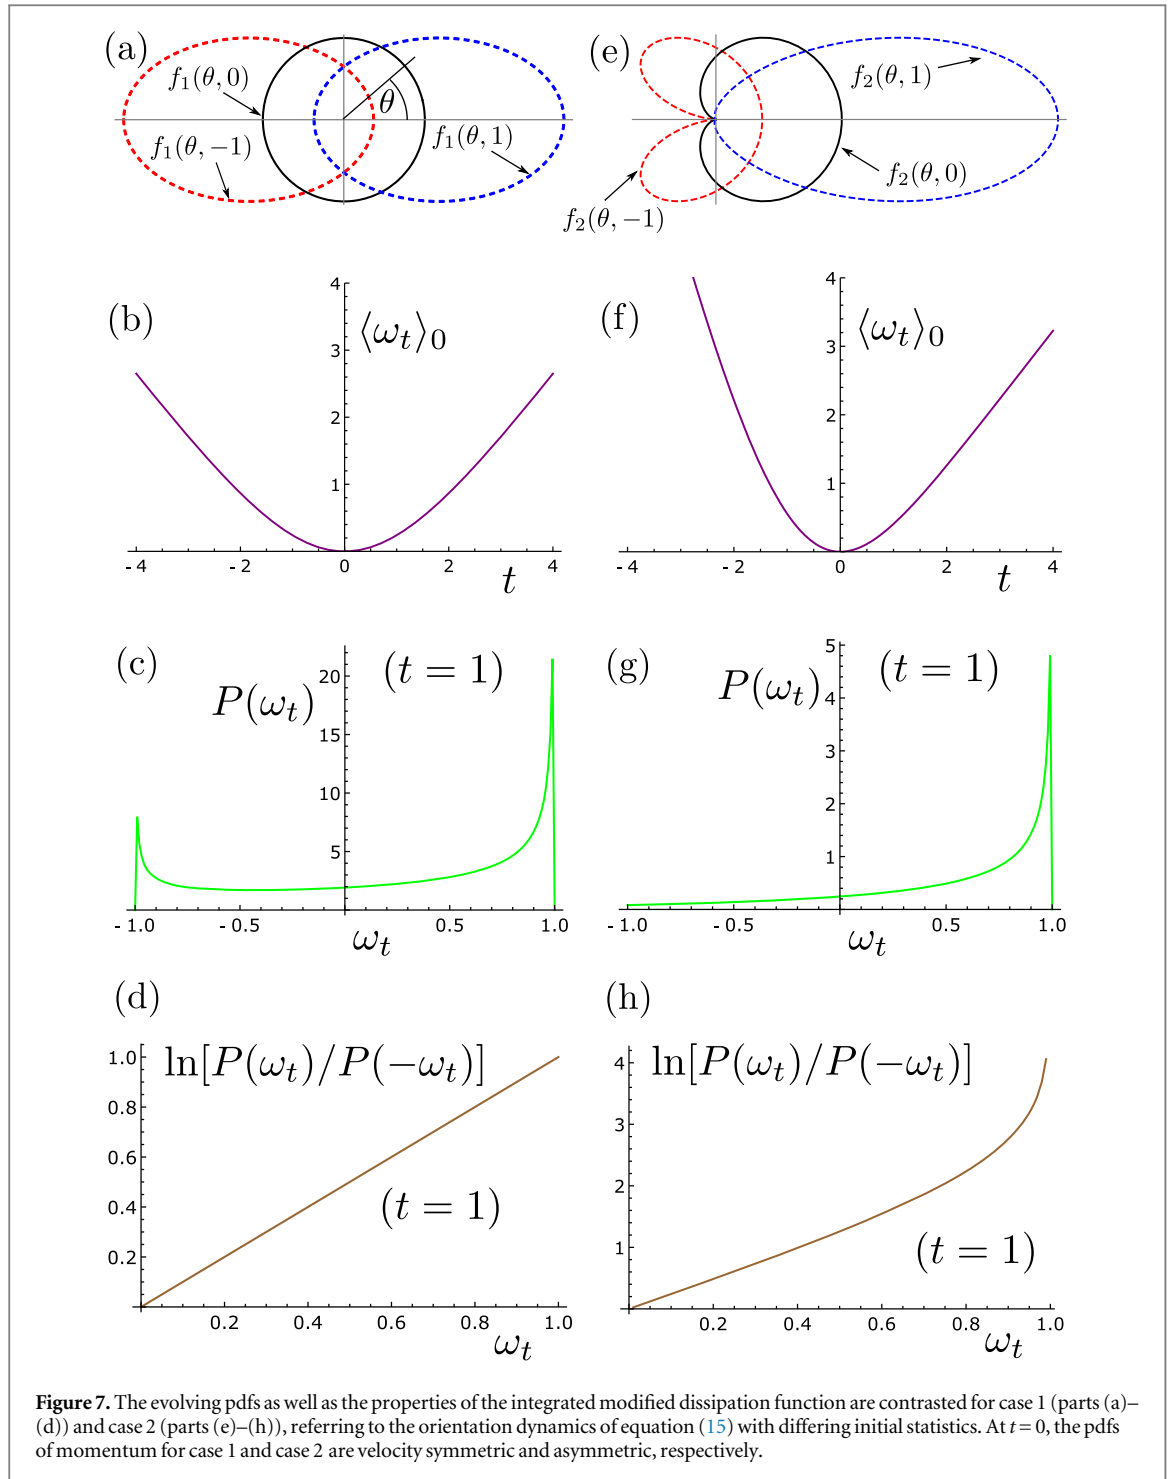 (a)
f₁(θ, 0)
θ
f₁(θ, −1)
f₁(θ, 1)
(e)
f₂(θ, 1)
f₂(θ, 0)
f₂(θ, −1)
(b)
⟨ωₜ⟩₀
4
3
2
1
- 4 - 2 0 2 4
t
(f)
⟨ωₜ⟩₀
4
3
2
1
- 4 - 2 0 2 4
t
(c)
P(ωₜ)
(t = 1)
20
15
10
5
- 1.0 - 0.5 0.5 1.0
ωₜ
(g)
P(ωₜ)
(t = 1)
5
4
3
2
1
- 1.0 - 0.5 0.5 1.0
ωₜ
(d)
ln[P(ωₜ)/P(−ωₜ)]
1.0
0.8
0.6
0.4
0.2
(t = 1)
0.2 0.4 0.6 0.8 1.0
ωₜ
(h)
ln[P(ωₜ)/P(−ωₜ)]
4
3
2
1
(t = 1)
0.2 0.4 0.6 0.8 1.0
ωₜ
Figure 7. The evolving pdfs as well as the properties of the integrated modified dissipation function are contrasted for case 1 (parts (a)–
(d)) and case 2 (parts (e)–(h)), referring to the orientation dynamics of equation (15) with differing initial statistics. At t = 0, the pdfs
of momentum for case 1 and case 2 are velocity symmetric and asymmetric, respectively.